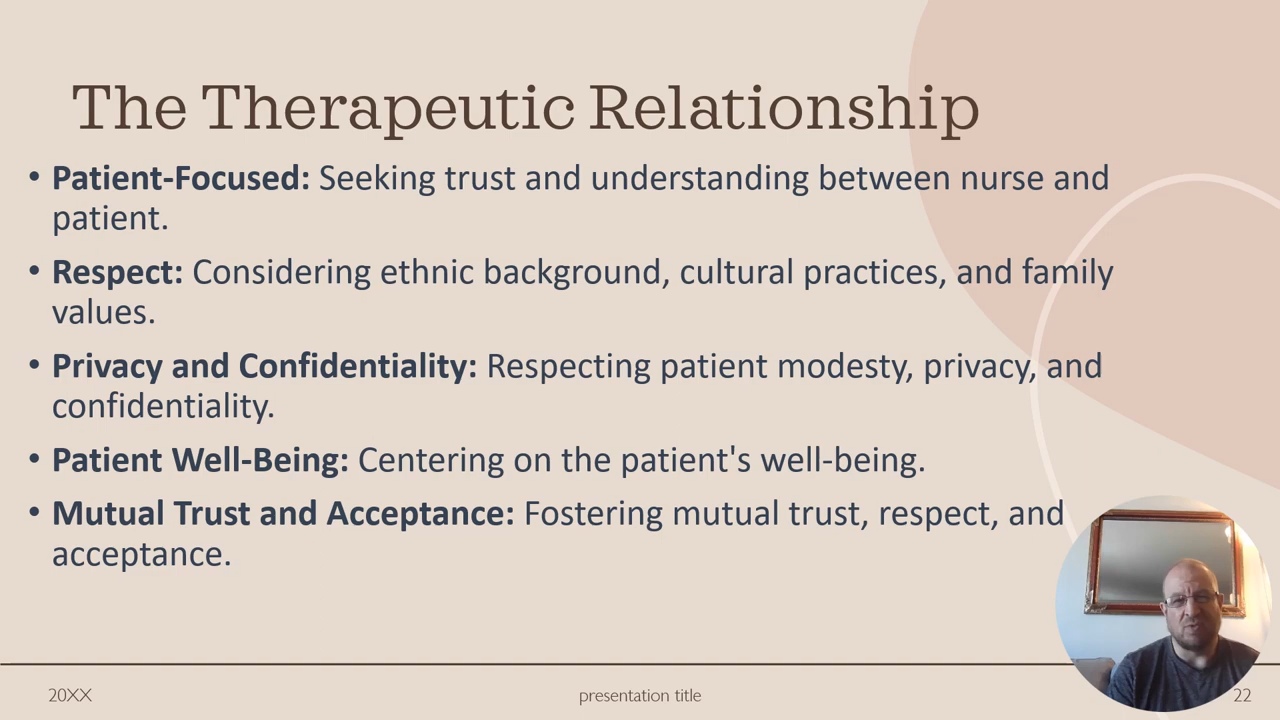 The Therapeutic Relationship
• Patient-Focused: Seeking trust and understanding between nurse and
patient.
• Respect: Considering ethnic background, cultural practices, and family
values.
• Privacy and Confidentiality: Respecting patient modesty, privacy, and
confidentiality.
• Patient Well-Being: Centering on the patient's well-being.
• Mutual Trust and Acceptance: Fostering mutual trust, respect, and
acceptance.
20XX
presentation title
22